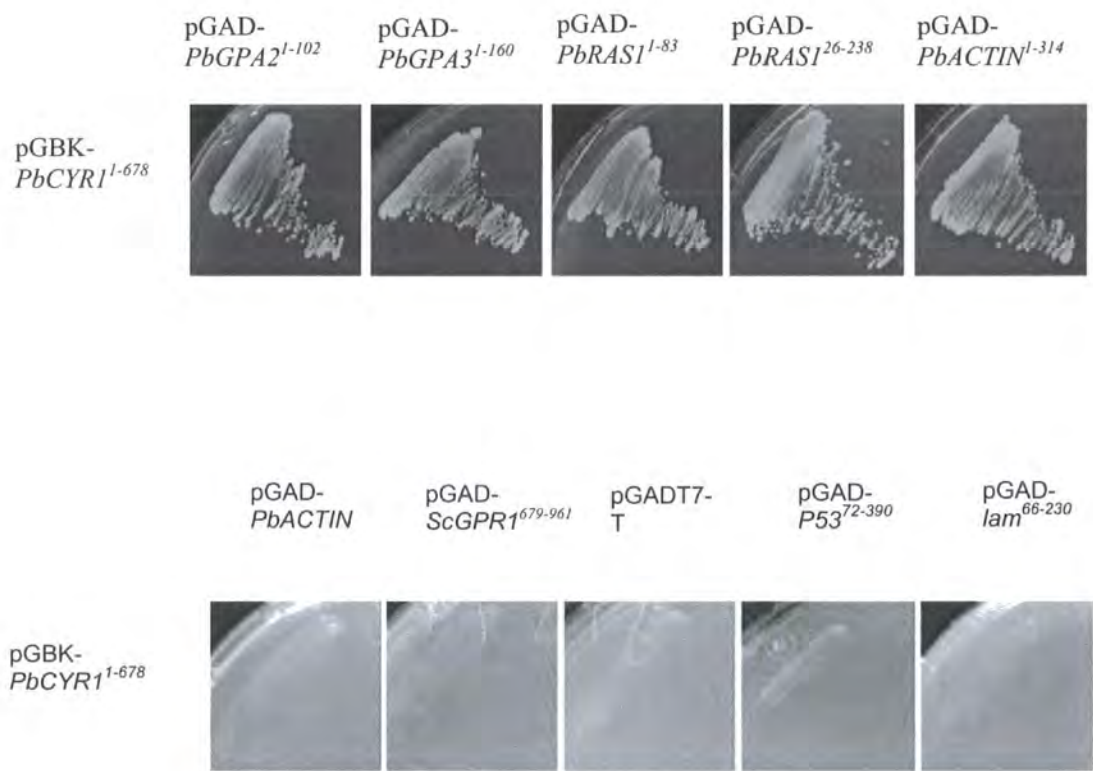 pGAD- pGAD- pGAD- pGAD- pGAD-
PbGPA2^1-102 PbGPA3^1-160 PbRAS1^1-83 PbRAS1^26-238 PbACTIN^1-314
pGBK-
PbCYR1^1-678
pGAD- pGAD- pGADT7- pGAD- pGAD-
PbACTIN ScGPR1^679-961 T P53^72-390 lam^66-230
pGBK-
PbCYR1^1-678